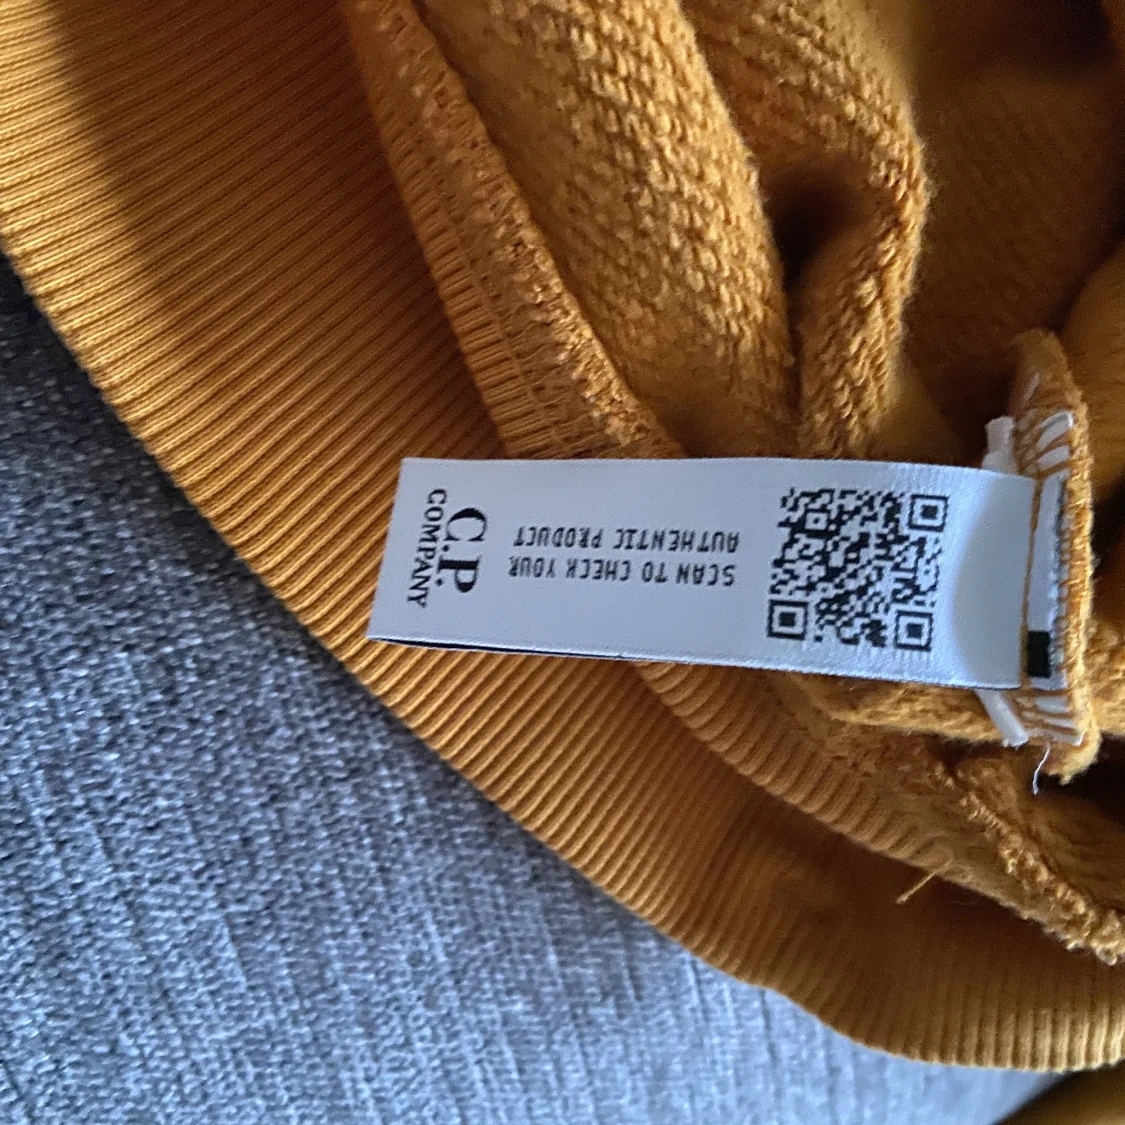 SCAN TO CHECK YOUR
AUTHENTIC PRODUCT
C.P.
COMPANY